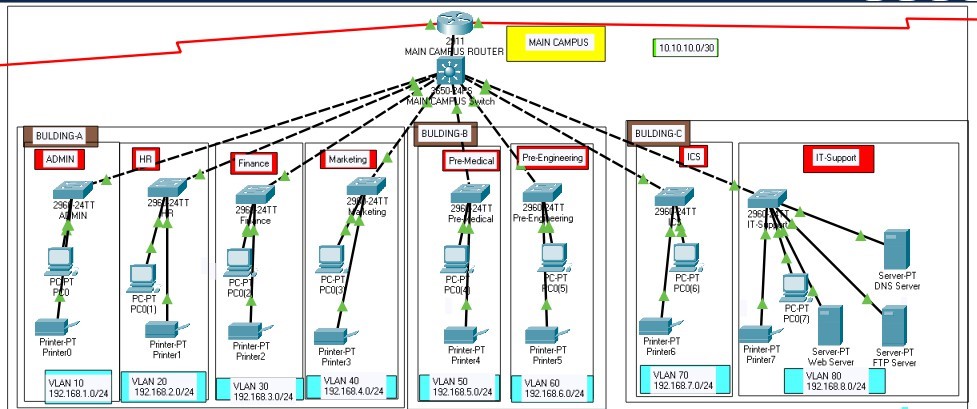 2911
MAIN CAMPUS ROUTER
MAIN CAMPUS
10.10.10.0/30
3650-24PS
MAIN CAMPUS Switch
BULDING-A
BULDING-B
BULDING-C
ADMIN
HR
Finance
Marketing
Pre-Medical
Pre-Engineering
ICS
IT-Support
2960-24TT
ADMIN
2960-24TT
HR
2960-24TT
Finance
2960-24TT
Marketing
2960-24TT
Pre-Medical
2960-24TT
Pre-Engineering
2960-24TT
ICS
2960-24TT
IT-Support
PC-PT
PC0
PC-PT
PC0(1)
PC-PT
PC0(2)
PC-PT
PC0(3)
PC-PT
PC0(4)
PC-PT
PC0(5)
PC-PT
PC0(6)
PC-PT
PC0(7)
Server-PT
DNS Server
Printer-PT
Printer0
Printer-PT
Printer1
Printer-PT
Printer2
Printer-PT
Printer3
Printer-PT
Printer4
Printer-PT
Printer5
Printer-PT
Printer6
Printer-PT
Printer7
Server-PT
Web Server
Server-PT
FTP Server
VLAN 10
192.168.1.0/24
VLAN 20
192.168.2.0/24
VLAN 30
192.168.3.0/24
VLAN 40
192.168.4.0/24
VLAN 50
192.168.5.0/24
VLAN 60
192.168.6.0/24
VLAN 70
192.168.7.0/24
VLAN 80
192.168.8.0/24